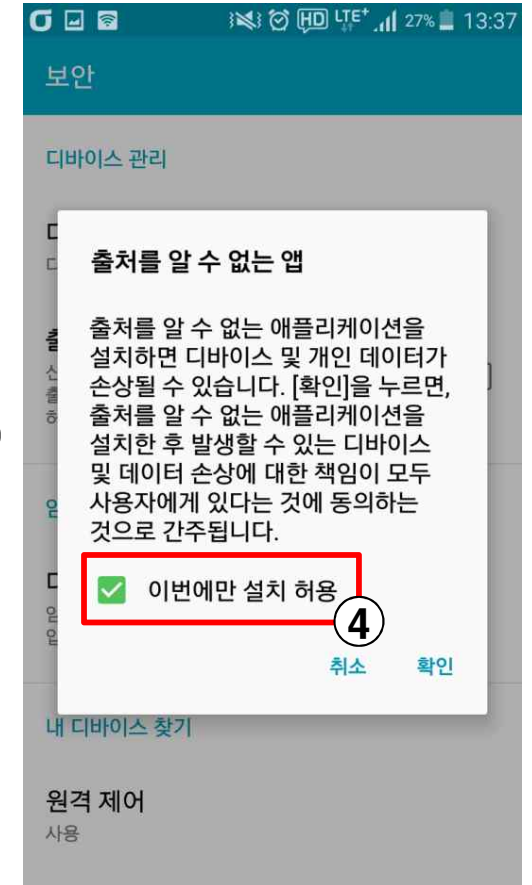 HD LTE+ 27% 13:37
보안
디바이스 관리
출처를 알 수 없는 앱
출처를 알 수 없는 애플리케이션을
설치하면 디바이스 및 개인 데이터가
손상될 수 있습니다. [확인]을 누르면,
출처를 알 수 없는 애플리케이션을
설치한 후 발생할 수 있는 디바이스
및 데이터 손상에 대한 책임이 모두
사용자에게 있다는 것에 동의하는
것으로 간주됩니다.
이번에만 설치 허용
4
취소 확인
내 디바이스 찾기
원격 제어
사용